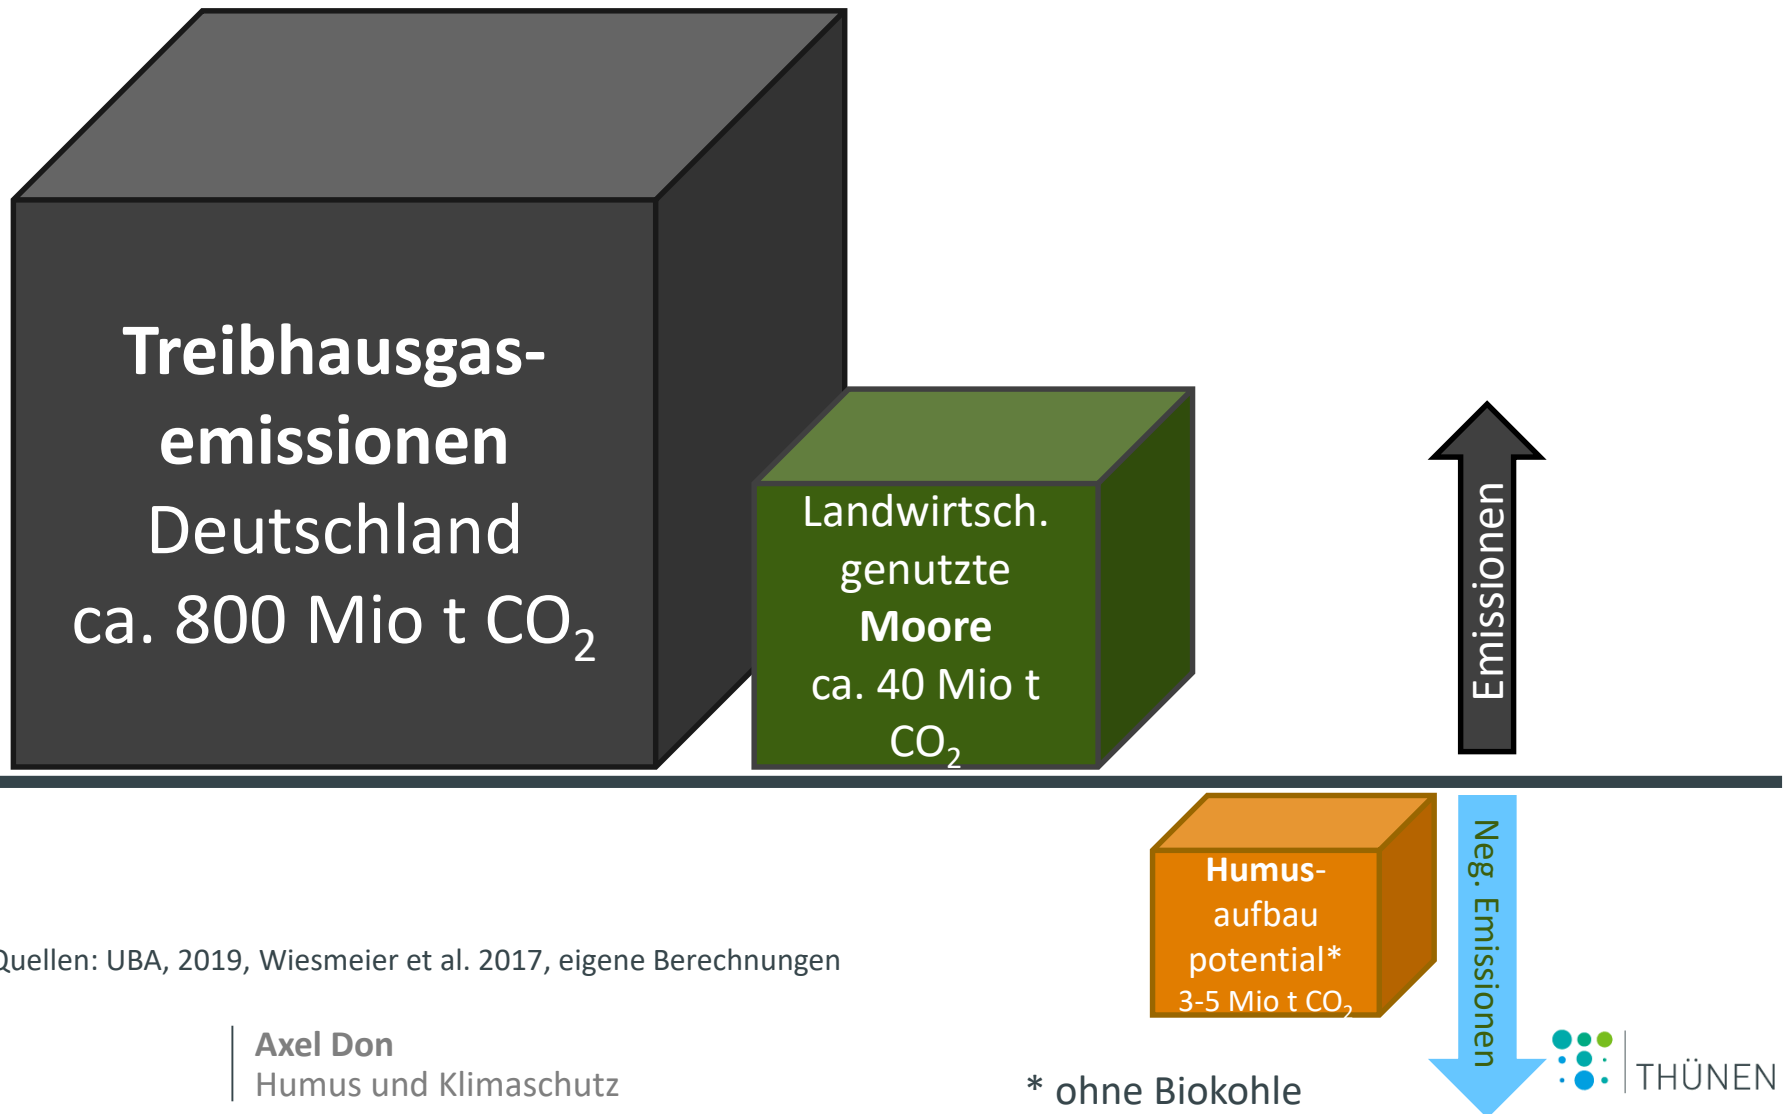 Treibhausgas-
emissionen
Deutschland
ca. 800 Mio t CO₂
Landwirtsch.
genutzte
Moore
ca. 40 Mio t
CO₂
Emissionen
Humus-
aufbau
potential*
3-5 Mio t CO₂
Neg. Emissionen
Quellen: UBA, 2019, Wiesmeier et al. 2017, eigene Berechnungen
Axel Don
Humus und Klimaschutz
* ohne Biokohle
THÜNEN